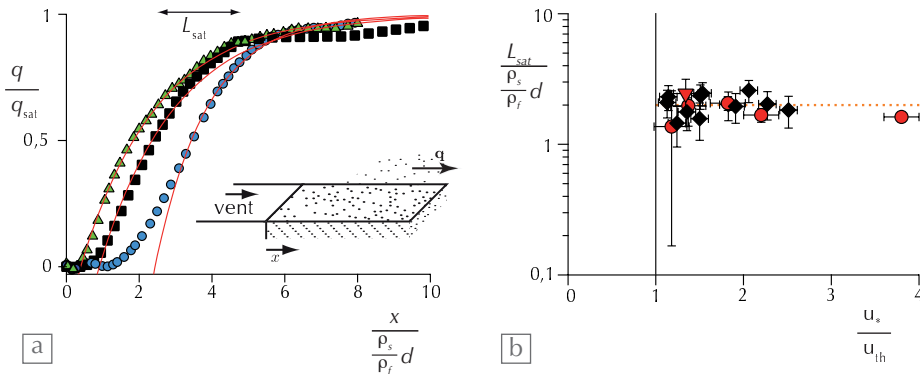 1
L_sat
q
q_sat
0,5
0
q
vent
x
0 2 4 6 8 10
x
ρ_s
ρ_f d
a
10
L_sat
ρ_s
ρ_f d
1
0,1
0 1 2 3 4
u_*
u_th
b